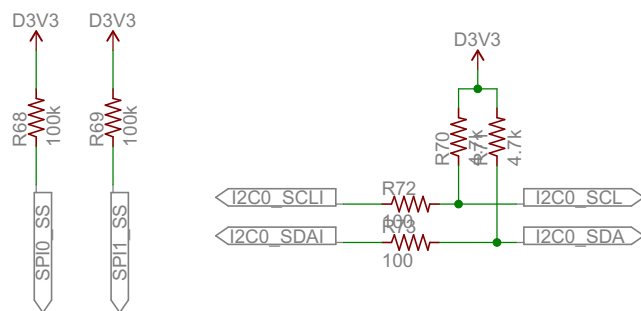 D3V3
D3V3
R68
100k
R69
100k
SPI0_SS
SPI1_SS
D3V3
R70
4.7k
R71
4.7k
I2C0_SCLI
R72
100
I2C0_SCL
I2C0_SDAI
R73
100
I2C0_SDA